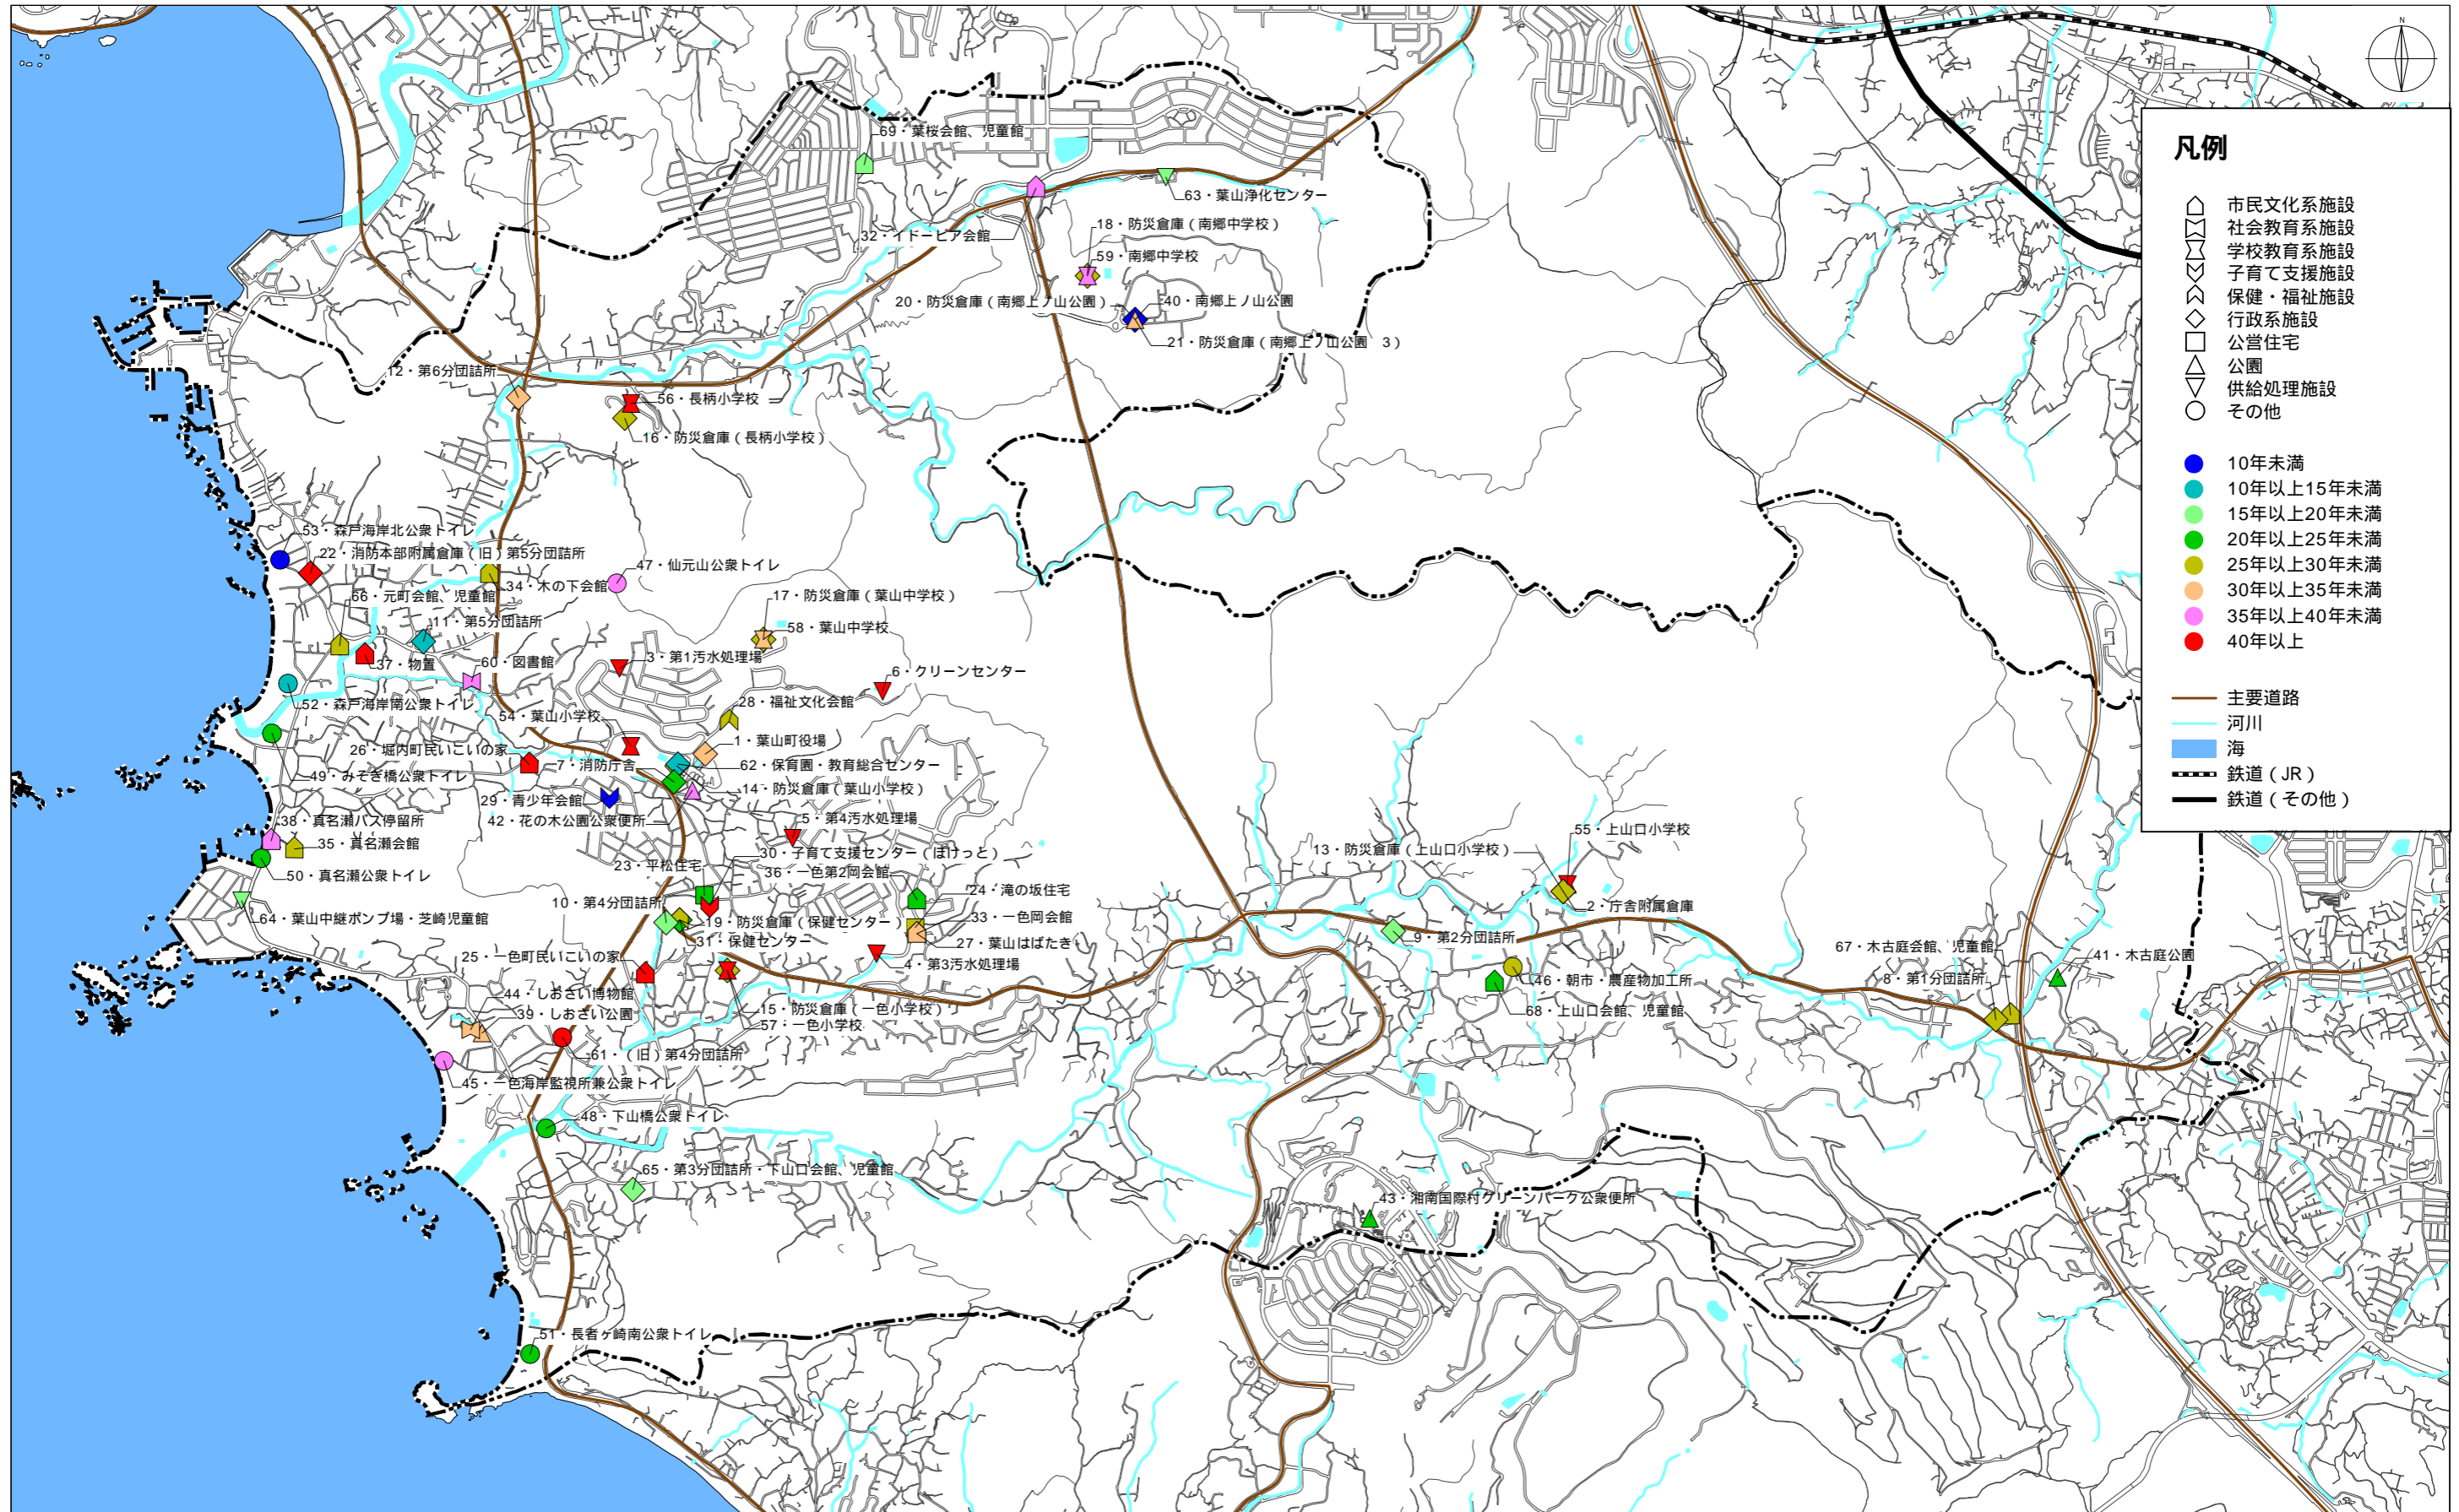 N
凡例
市民文化系施設
社会教育系施設
学校教育系施設
子育て支援施設
保健・福祉施設
行政系施設
公営住宅
公園
供給処理施設
その他
10年未満
10年以上15年未満
15年以上20年未満
20年以上25年未満
25年以上30年未満
30年以上35年未満
35年以上40年未満
40年以上
主要道路
河川
海
鉄道（JR）
鉄道（その他）
69・葉桜会館、児童館
63・葉山浄化センター
32・イトーピア会館
18・防災倉庫（南郷中学校）
59・南郷中学校
20・防災倉庫（南郷上ノ山公園）
40・南郷上ノ山公園
21・防災倉庫（南郷上ノ山公園　3）
12・第6分団詰所
56・長柄小学校
16・防災倉庫（長柄小学校）
53・森戸海岸北公衆トイレ
22・消防本部附属倉庫（旧）第5分団詰所
47・仙元山公衆トイレ
34・木の下会館
66・元町会館、児童館
17・防災倉庫（葉山中学校）
11・第5分団詰所
58・葉山中学校
37・物置
60・図書館
3・第1汚水処理場
6・クリーンセンター
52・森戸海岸南公衆トイレ
28・福祉文化会館
54・葉山小学校
1・葉山町役場
26・堀内町民いこいの家
7・消防庁舎
62・保育園・教育総合センター
49・みそぎ橋公衆トイレ
14・防災倉庫（葉山小学校）
29・青少年会館
42・花の木公園公衆便所
38・真名瀬バス停留所
5・第4汚水処理場
55・上山口小学校
35・真名瀬会館
30・子育て支援センター（ぽけっと）
13・防災倉庫（上山口小学校）
23・平松住宅
36・一色第2岡会館
50・真名瀬公衆トイレ
24・滝の坂住宅
10・第4分団詰所
2・庁舎附属倉庫
64・葉山中継ポンプ場・芝崎児童館
19・防災倉庫（保健センター）
33・一色岡会館
31・保健センター
27・葉山はばたき
9・第2分団詰所
67・木古庭会館、児童館
41・木古庭公園
25・一色町民いこいの家
4・第3汚水処理場
46・朝市・農産物加工所
8・第1分団詰所
44・しおさい博物館
39・しおさい公園
15・防災倉庫（一色小学校）
68・上山口会館、児童館
57・一色小学校
61・（旧）第4分団詰所
45・一色海岸監視所兼公衆トイレ
48・下山橋公衆トイレ
65・第3分団詰所・下山口会館、児童館
43・湘南国際村グリーンパーク公衆便所
51・長者ヶ崎南公衆トイレ